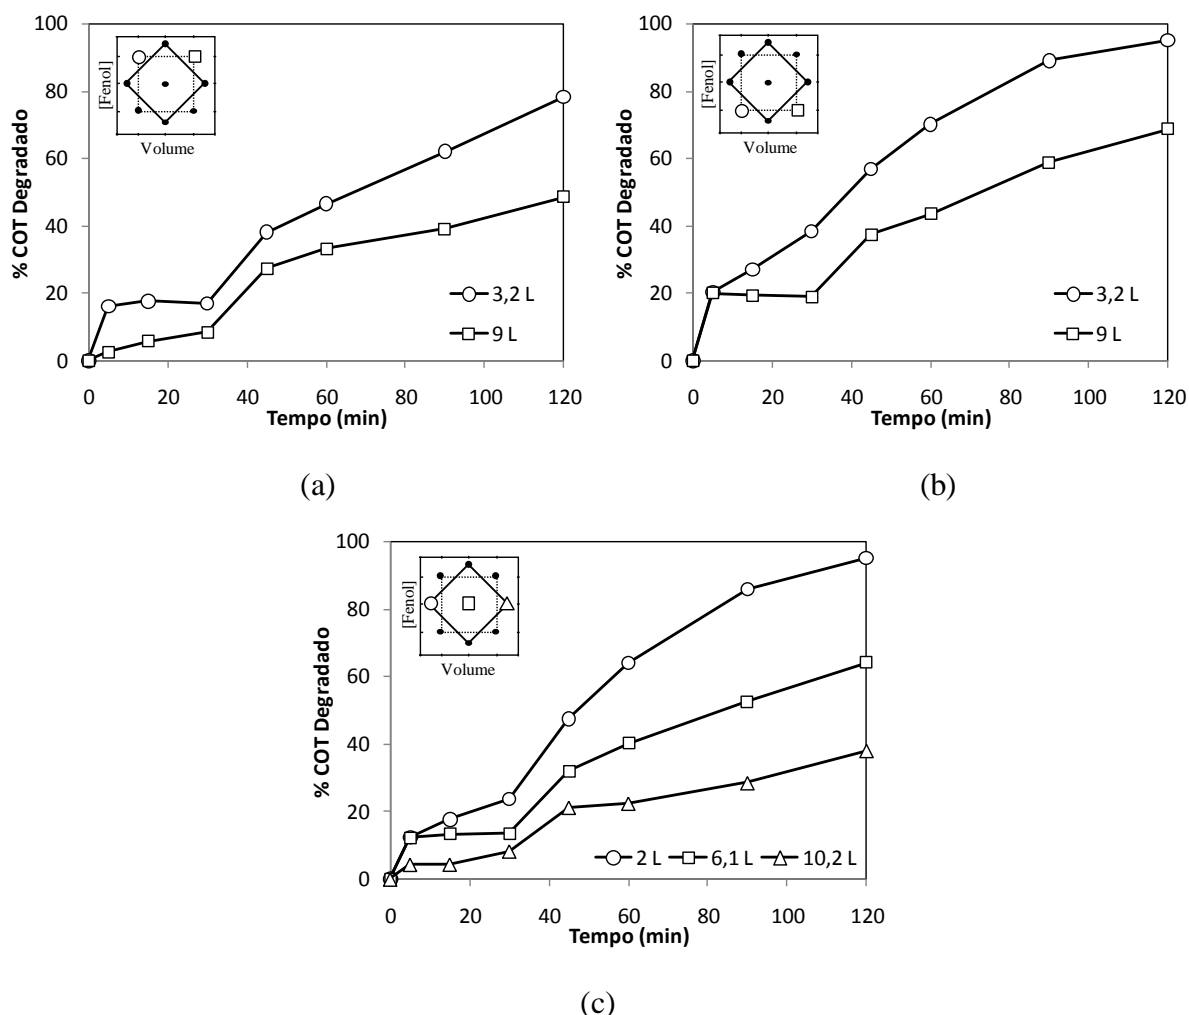 100
80
60
40
20
0
% COT Degradado
[Fenol]
Volume
3,2 L
9 L
0 20 40 60 80 100 120
Tempo (min)
(a)
100
80
60
40
20
0
% COT Degradado
[Fenol]
Volume
3,2 L
9 L
0 20 40 60 80 100 120
Tempo (min)
(b)
100
80
60
40
20
0
% COT Degradado
[Fenol]
Volume
2 L 6,1 L 10,2 L
0 20 40 60 80 100 120
Tempo (min)
(c)